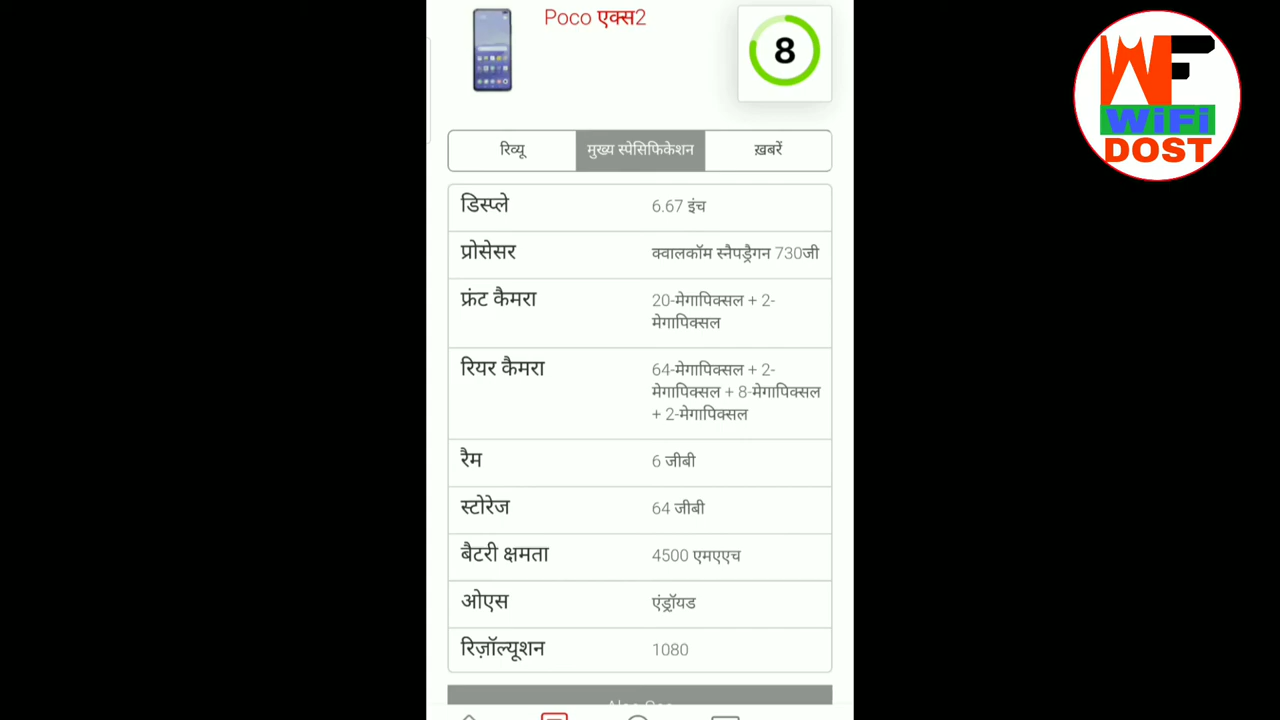 Poco एक्स2
8
रिव्यू
मुख्य स्पेसिफिकेशन
ख़बरें
डिस्प्ले
6.67 इंच
प्रोसेसर
क्वालकॉम स्नैपड्रैगन 730जी
फ्रंट कैमरा
20-मेगापिक्सल + 2-
मेगापिक्सल
रियर कैमरा
64-मेगापिक्सल + 2-
मेगापिक्सल + 8-मेगापिक्सल
+ 2-मेगापिक्सल
रैम
6 जीबी
स्टोरेज
64 जीबी
बैटरी क्षमता
4500 एमएएच
ओएस
एंड्रॉयड
रिज़ॉल्यूशन
1080
WF
WiFi
DOST